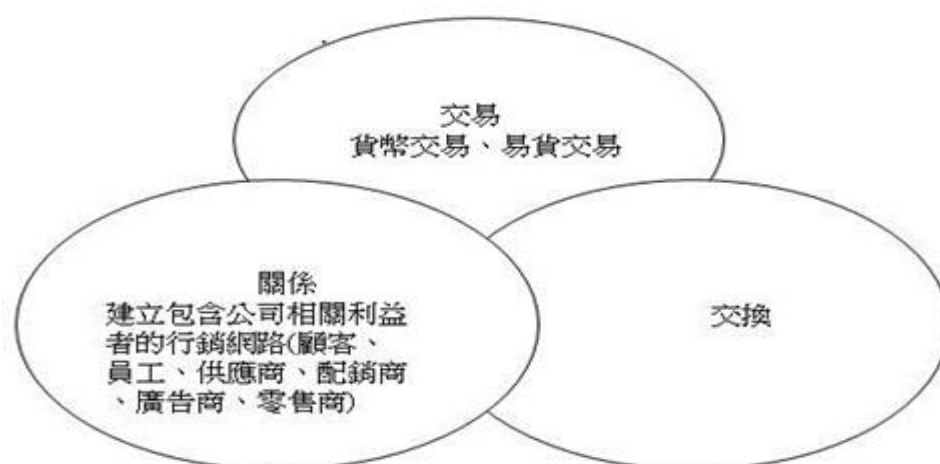 交易
貨幣交易、易貨交易
關係
建立包含公司相關利益
者的行銷網路(顧客、
員工、供應商、配銷商
、廣告商、零售商)
交換